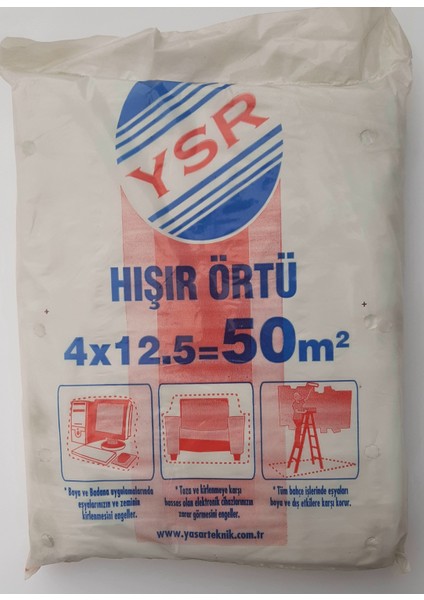 YSR
HIŞIR ÖRTÜ
4x12.5=50m²
* Boya ve Badana uygulamalarında
eşyalarınızın ve zeminin
kirlenmesini engeller.
* Toza ve kirlenmeye karşı
hassas olan elektronik cihazlarınızın
zarar görmesini engeller.
* Tüm bahçe işlerinde eşyaları
boya ve dış etkilere karşı korur.
www.yasarteknik.com.tr